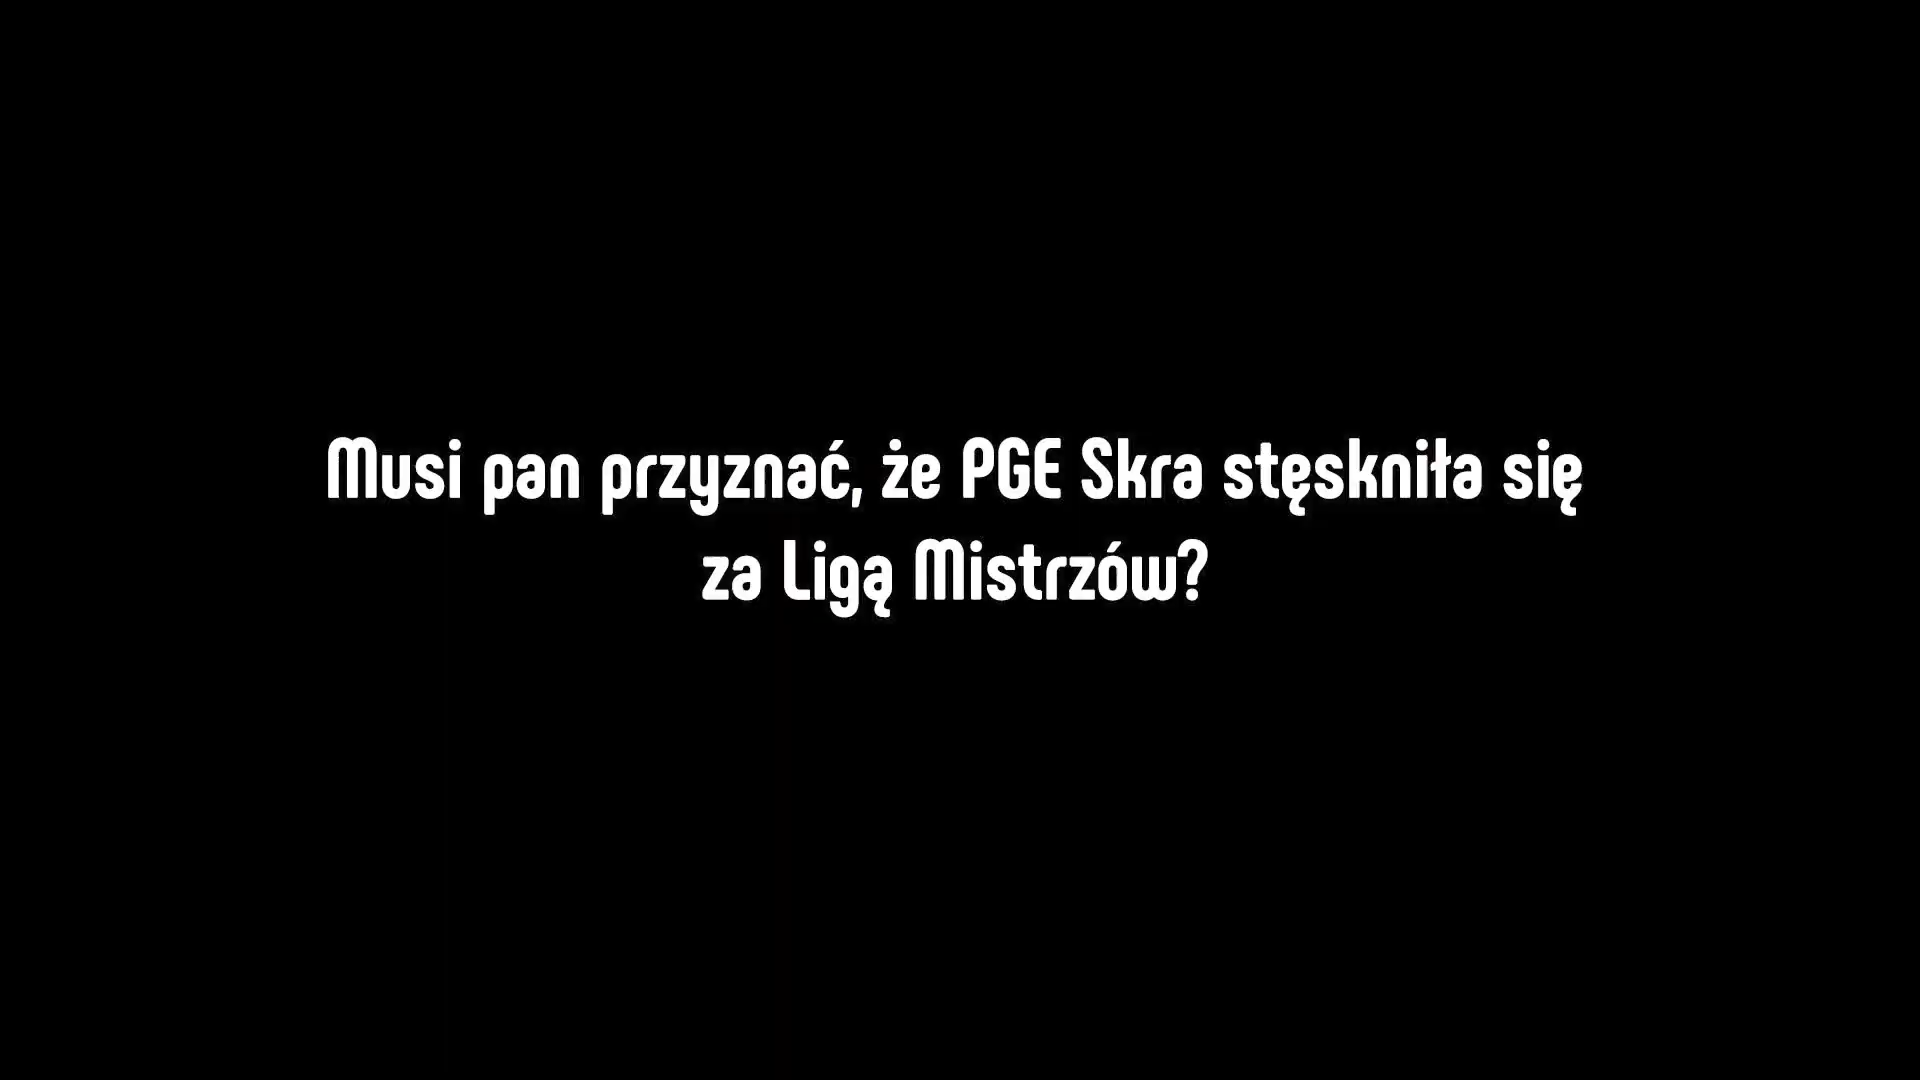 Musi pan przyznać, że PGE Skra stęskniła się
za Ligą Mistrzów?